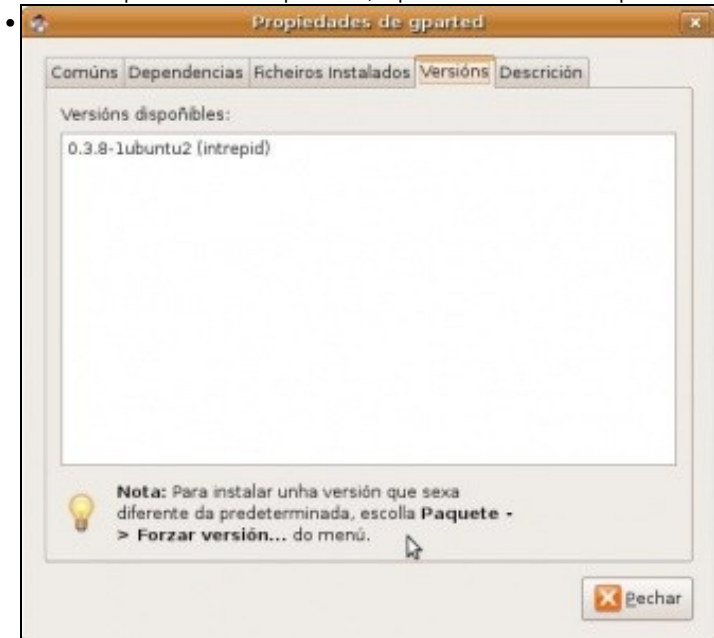 Propiedades de gparted
Comúns Dependencias Ficheiros Instalados Versións Descrición
Versións dispoñibles:
0.3.8-1ubuntu2 (intrepid)
Nota: Para instalar unha versión que sexa
diferente da predeterminada, escolla Paquete -
> Forzar versión... do menú.
Pechar